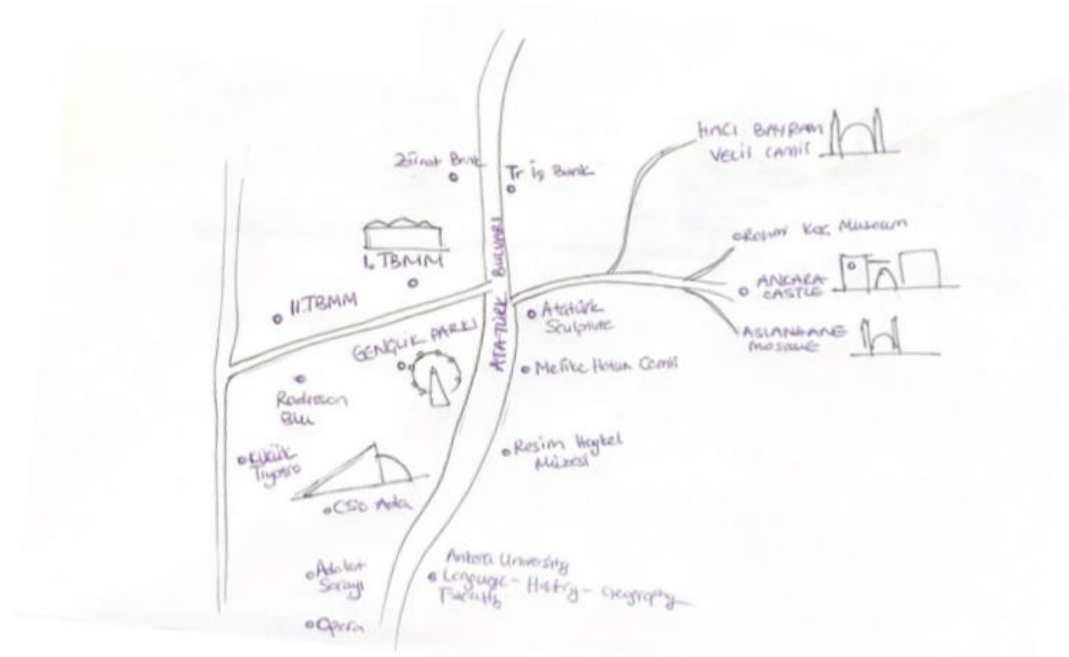 HACI BAYRAM
VELİİ CAMİİ
Ziraat Bank
Tr İş Bank
Rahmi Koç Museum
I. TBMM
ANKARA
CASTLE
II.TBMM
Atatürk
Sculpture
ASLANHANE
mosque
GENÇLİK PARKI
ATATÜRK BULVARI
Melike Hatun Camii
Radisson
Blu
Resim Heykel
Müzesi
Küçük
Tiyatro
CSO Ada
Adalet
Sarayı
Ankara University
Language - History - Geography
Faculty
Opera